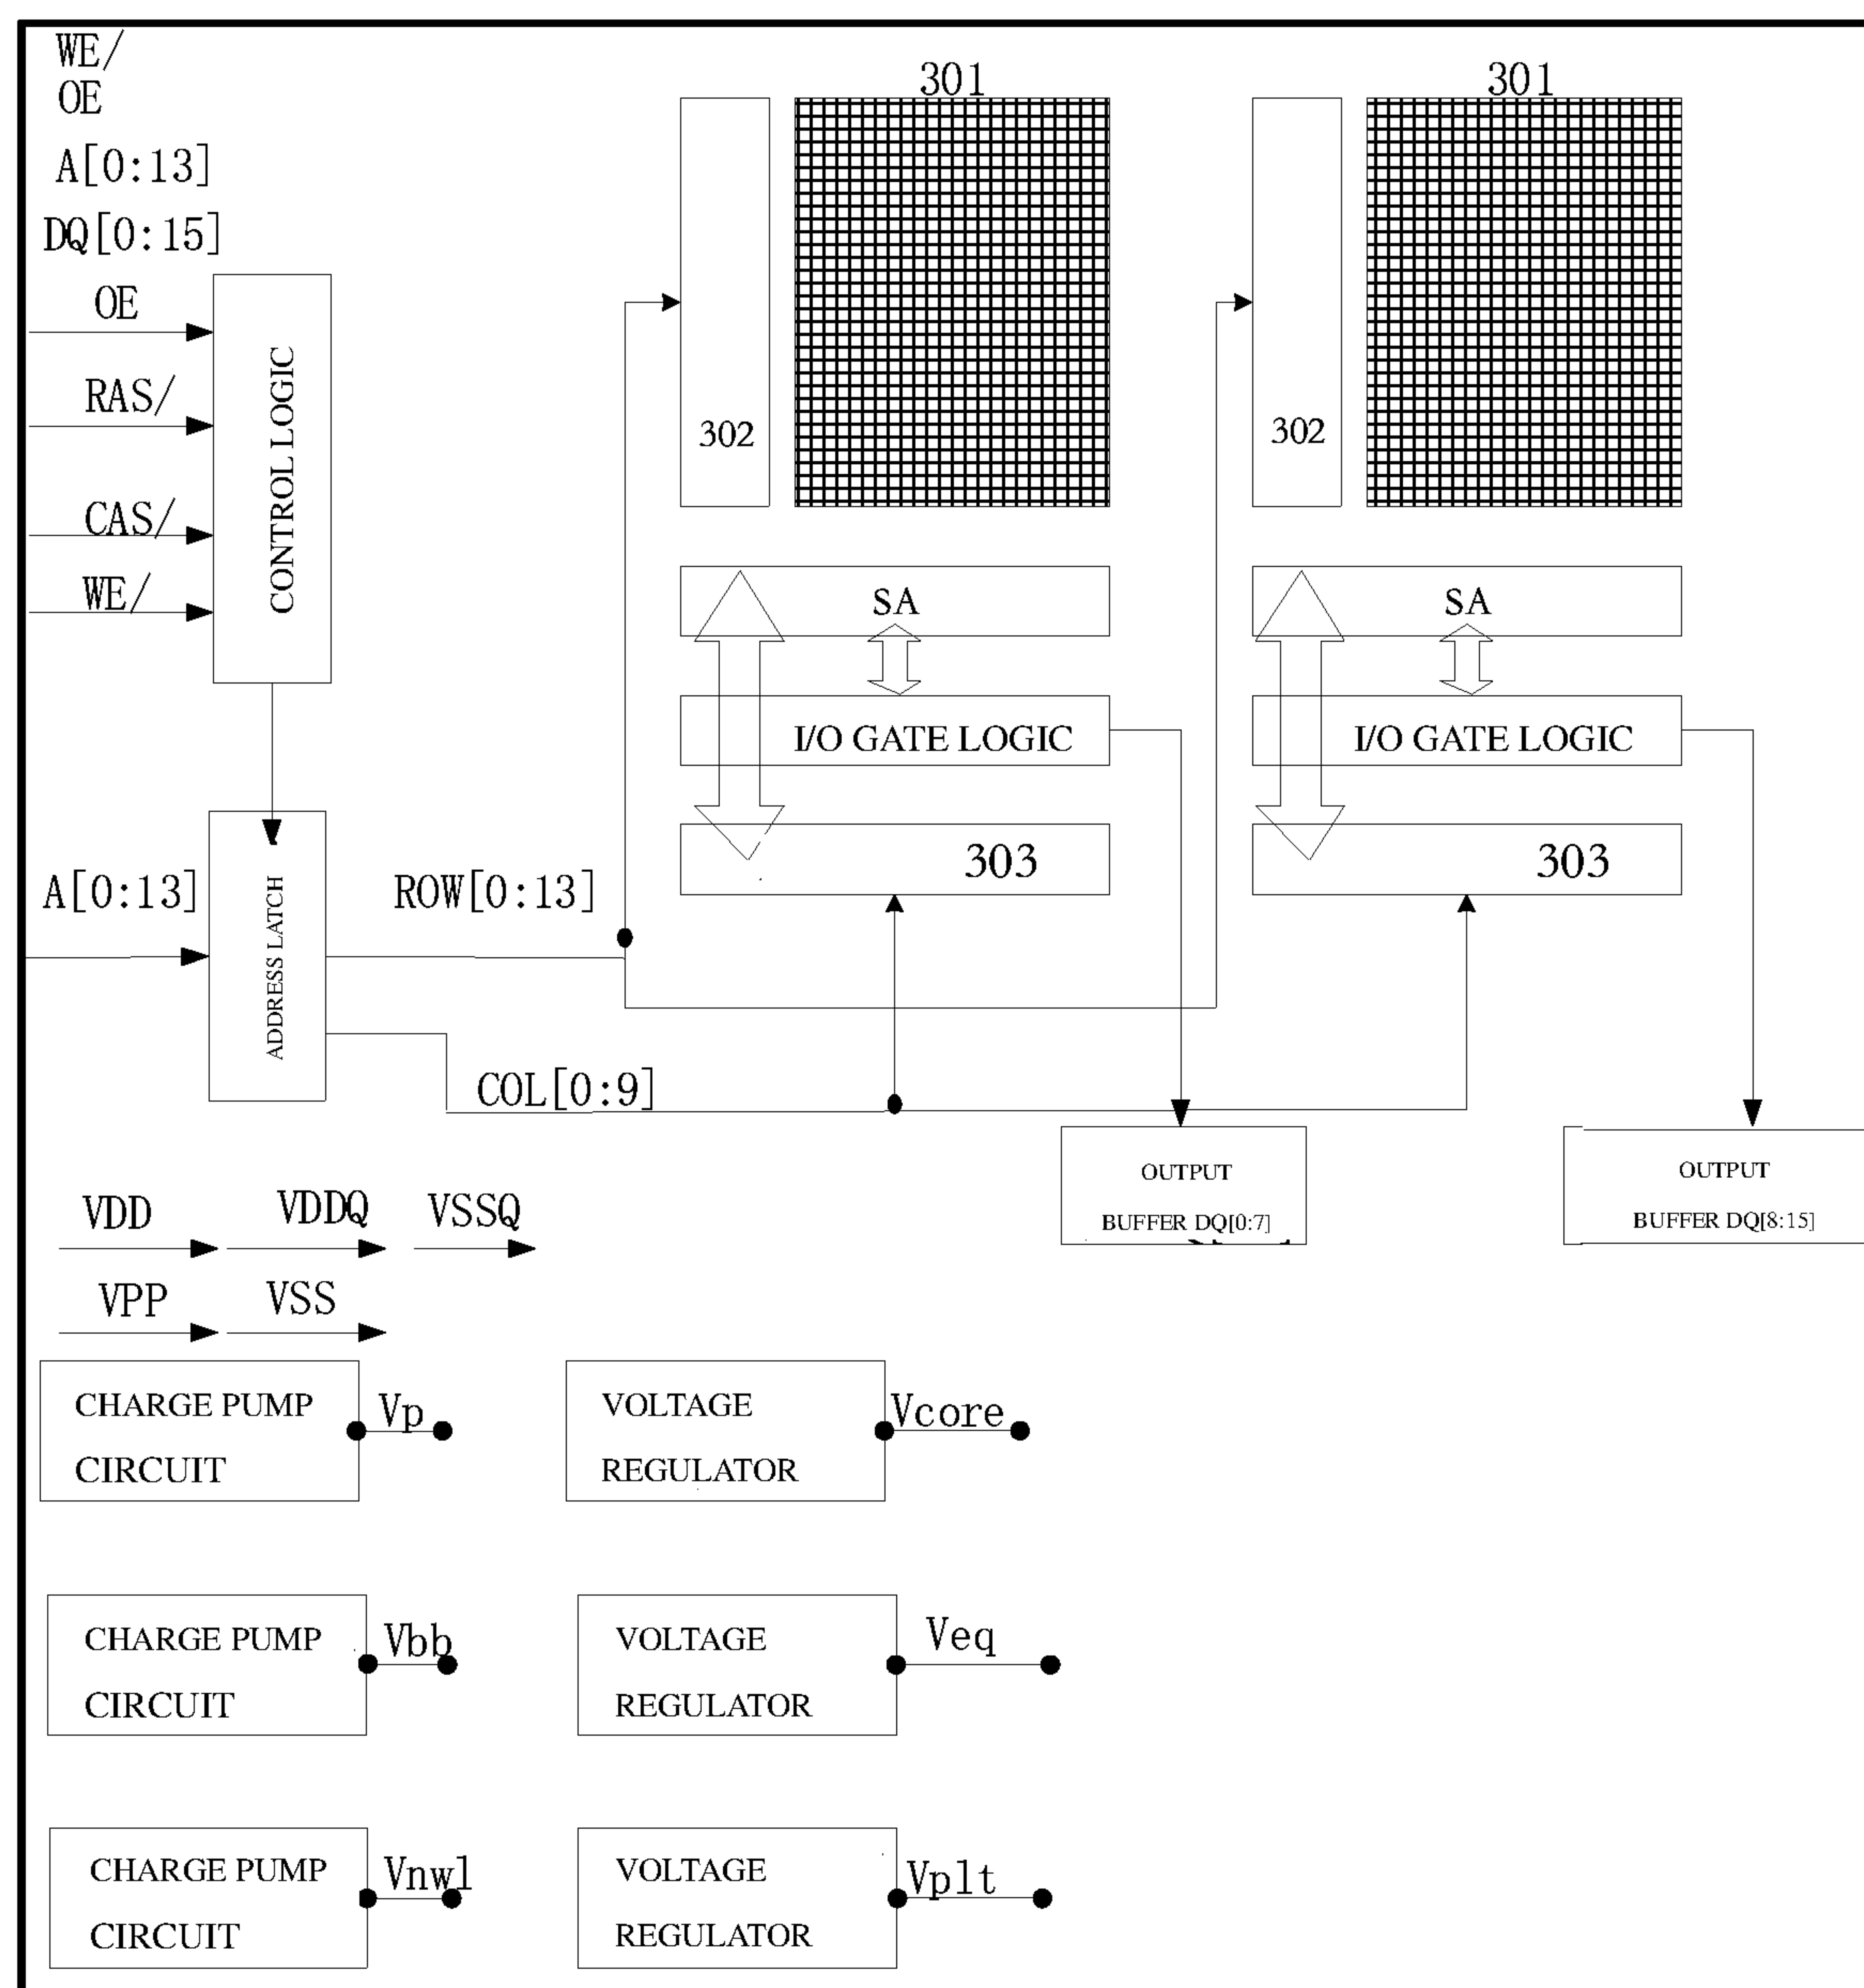 WE/
OE
A[0:13]
DQ[0:15]
OE
RAS/
CAS/
WE/
CONTROL LOGIC
301
301
302
302
SA
SA
I/O GATE LOGIC
I/O GATE LOGIC
303
303
A[0:13]
ADDRESS LATCH
ROW[0:13]
COL[0:9]
OUTPUT
BUFFER DQ[0:7]
OUTPUT
BUFFER DQ[8:15]
VDD
VDDQ
VSSQ
VPP
VSS
CHARGE PUMP
CIRCUIT
Vp
VOLTAGE
REGULATOR
Vcore
CHARGE PUMP
CIRCUIT
Vbb
VOLTAGE
REGULATOR
Veq
CHARGE PUMP
CIRCUIT
Vnwl
VOLTAGE
REGULATOR
Vplt